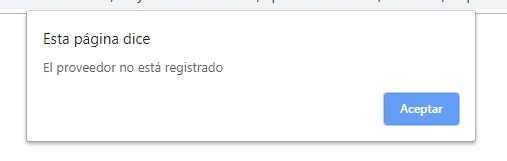 Esta página dice
El proveedor no está registrado
Aceptar